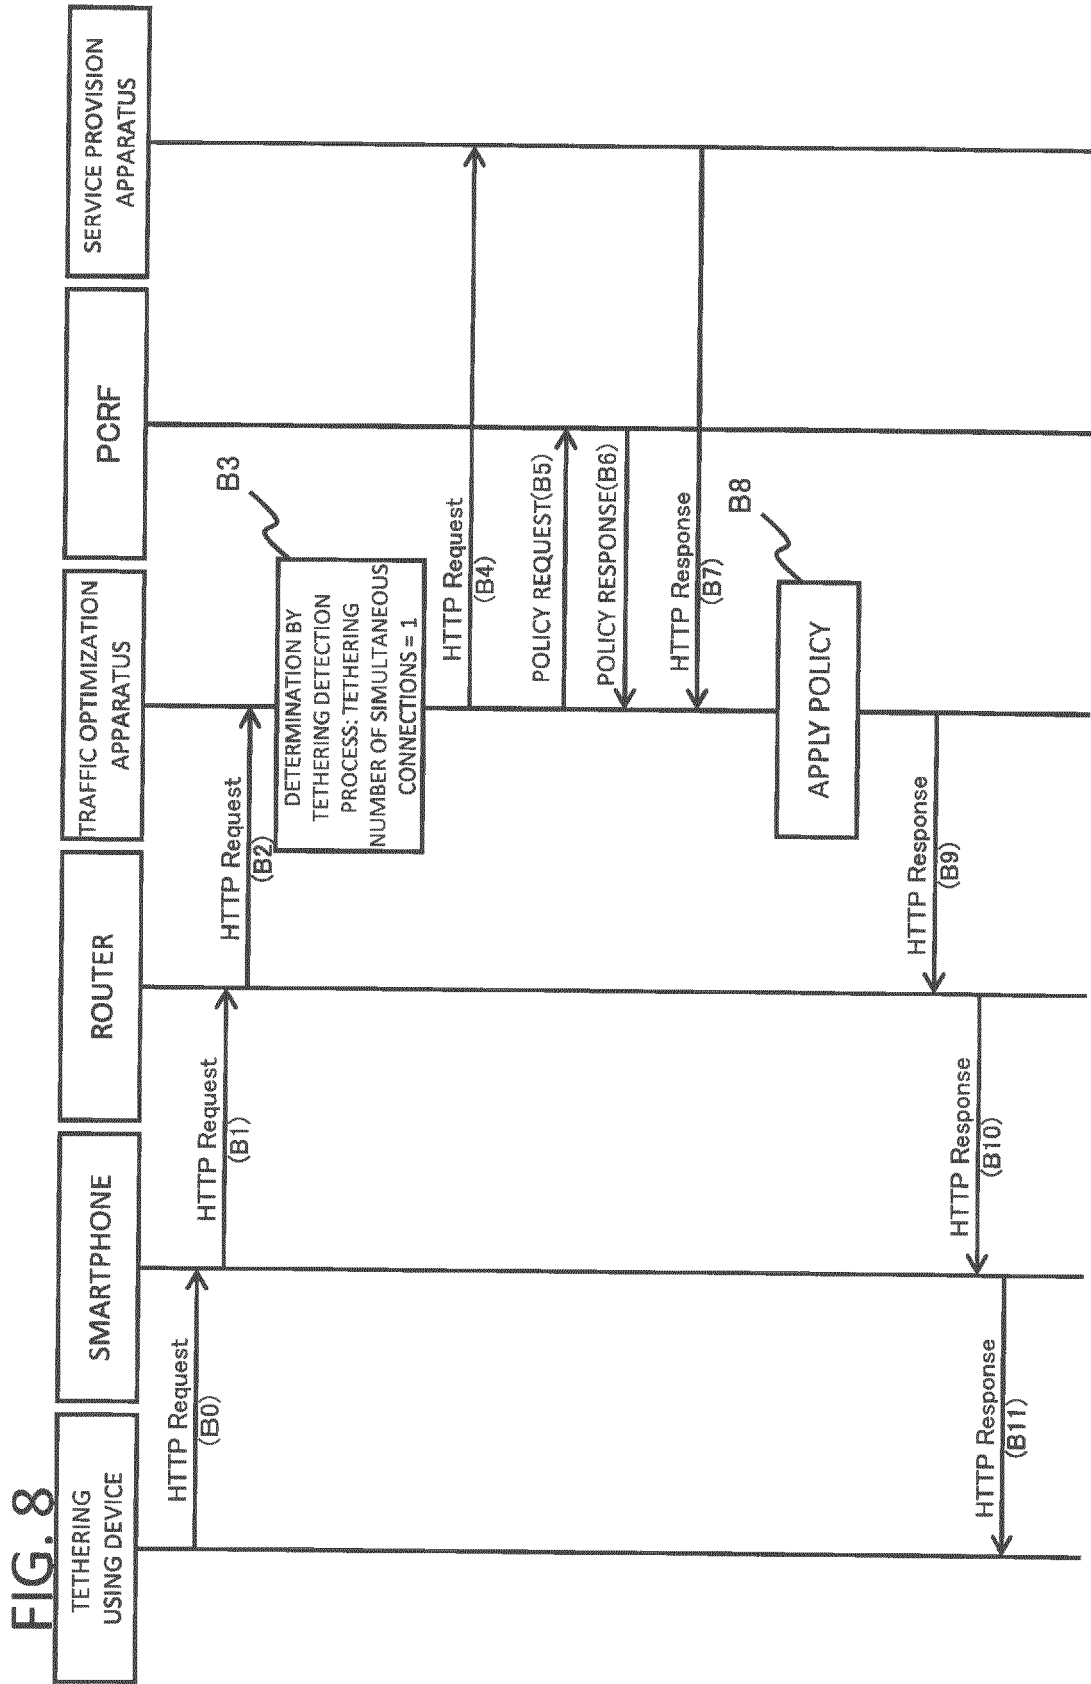 FIG. 8
TETHERING
USING DEVICE
SMARTPHONE
ROUTER
TRAFFIC OPTIMIZATION
APPARATUS
PCRF
SERVICE PROVISION
APPARATUS
HTTP Request
(B0)
HTTP Request
(B1)
HTTP Request
(B2)
B3
DETERMINATION BY
TETHERING DETECTION
PROCESS: TETHERING
NUMBER OF SIMULTANEOUS
CONNECTIONS = 1
HTTP Request
(B4)
POLICY REQUEST(B5)
POLICY RESPONSE(B6)
HTTP Response
(B7)
B8
APPLY POLICY
HTTP Response
(B9)
HTTP Response
(B10)
HTTP Response
(B11)